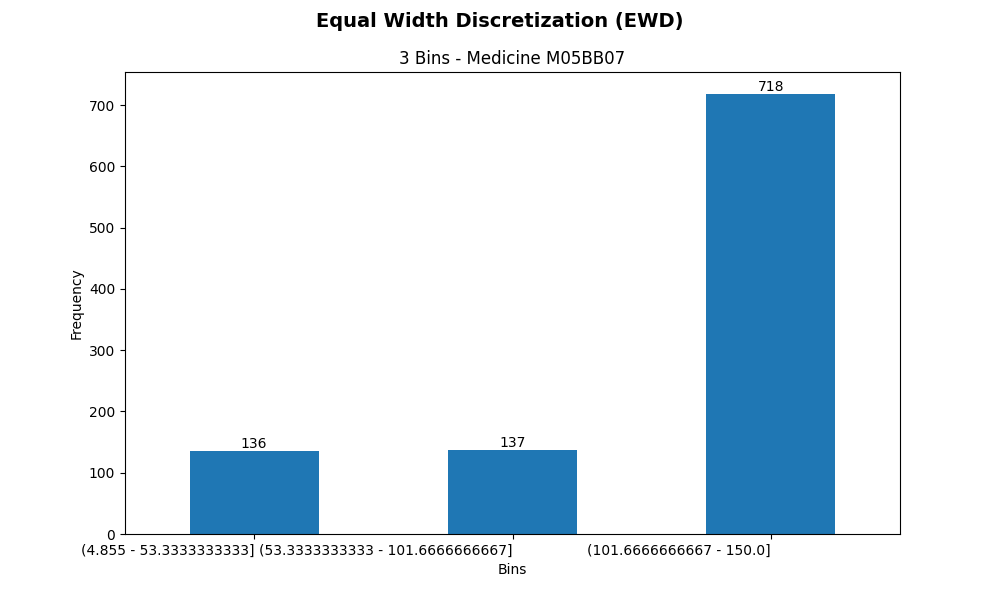 Equal Width Discretization (EWD)
3 Bins - Medicine M05BB07
Frequency
700
600
500
400
300
200
100
0
136
137
718
(4.855 - 53.3333333333]
(53.3333333333 - 101.6666666667]
(101.6666666667 - 150.0]
Bins